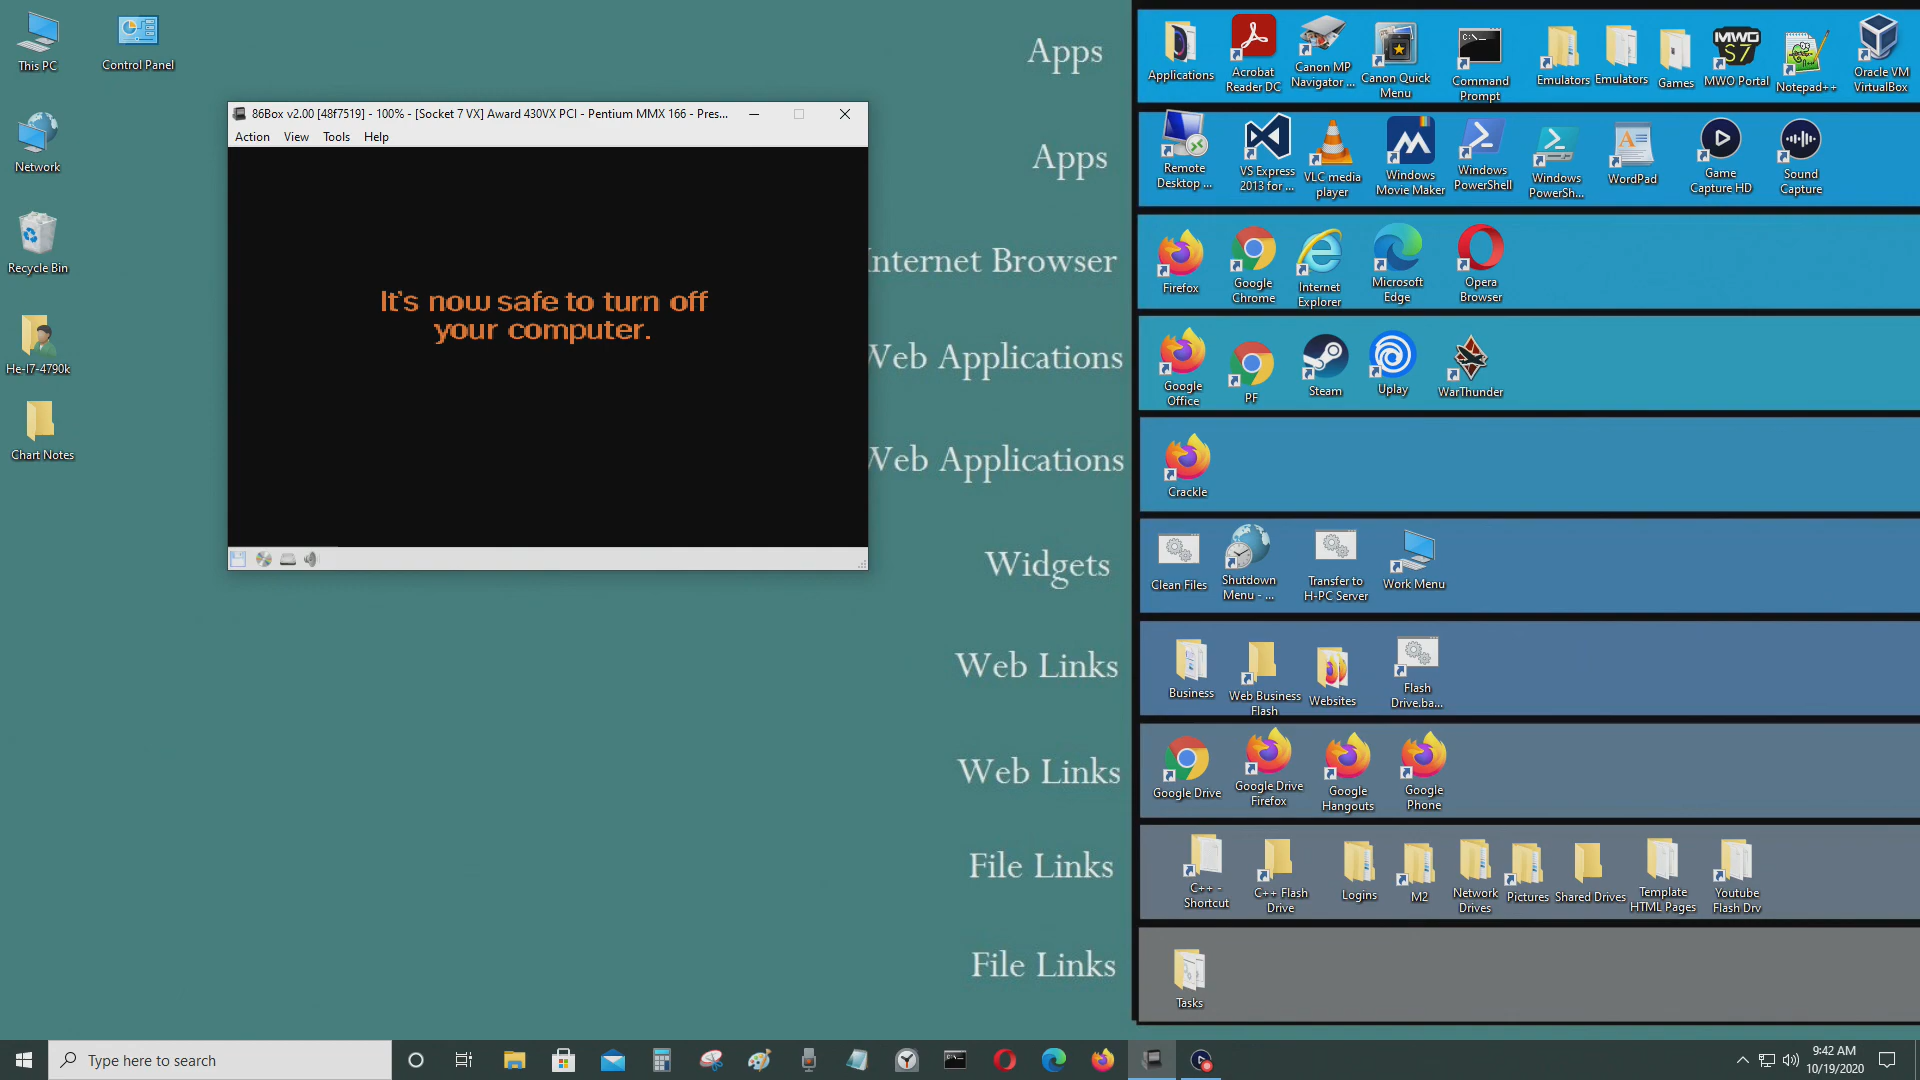 This PC
Control Panel
Network
Recycle Bin
He-I7-4790k
Chart Notes
86Box v2.00 [48f7519] - 100% - [Socket 7 VX] Award 430VX PCI - Pentium MMX 166 - Pres...
Action View Tools Help
It's now safe to turn off
your computer.
Apps
Apps
Internet Browser
Web Applications
Web Applications
Widgets
Web Links
Web Links
File Links
File Links
Applications
Acrobat
Reader DC
Canon MP
Navigator ...
Canon Quick
Menu
C:\_
Command
Prompt
Emulators
Emulators
Games
MWO
S7
MWO Portal
Notepad++
Oracle VM
VirtualBox
Remote
Desktop ...
VS Express
2013 for ...
VLC media
player
Windows
Movie Maker
Windows
PowerShell
Windows
PowerSh...
WordPad
Game
Capture HD
Sound
Capture
Firefox
Google
Chrome
Internet
Explorer
Microsoft
Edge
Opera
Browser
Google
Office
PF
Steam
Uplay
WarThunder
Crackle
Clean Files
Shutdown
Menu - ...
Transfer to
H-PC Server
Work Menu
Business
Web Business
Flash
Websites
Flash
Drive.ba...
Google Drive
Google Drive
Firefox
Google
Hangouts
Google
Phone
C++ -
Shortcut
C++ Flash
Drive
Logins
M2
Network
Drives
Pictures
Shared Drives
Template
HTML Pages
Youtube
Flash Drv
Tasks
Type here to search
9:42 AM
10/19/2020